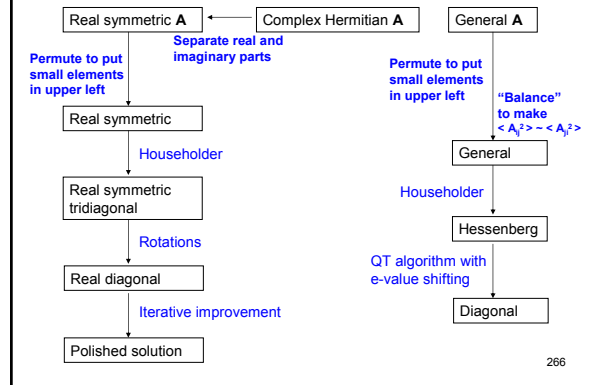 Real symmetric A
Complex Hermitian A
General A
Separate real and
imaginary parts
Permute to put
small elements
in upper left
Real symmetric
Householder
Real symmetric
tridiagonal
Rotations
Real diagonal
Iterative improvement
Polished solution
Permute to put
small elements
in upper left
“Balance”
to make
< Aij² > ~ < Aji² >
General
Householder
Hessenberg
QT algorithm with
e-value shifting
Diagonal
266